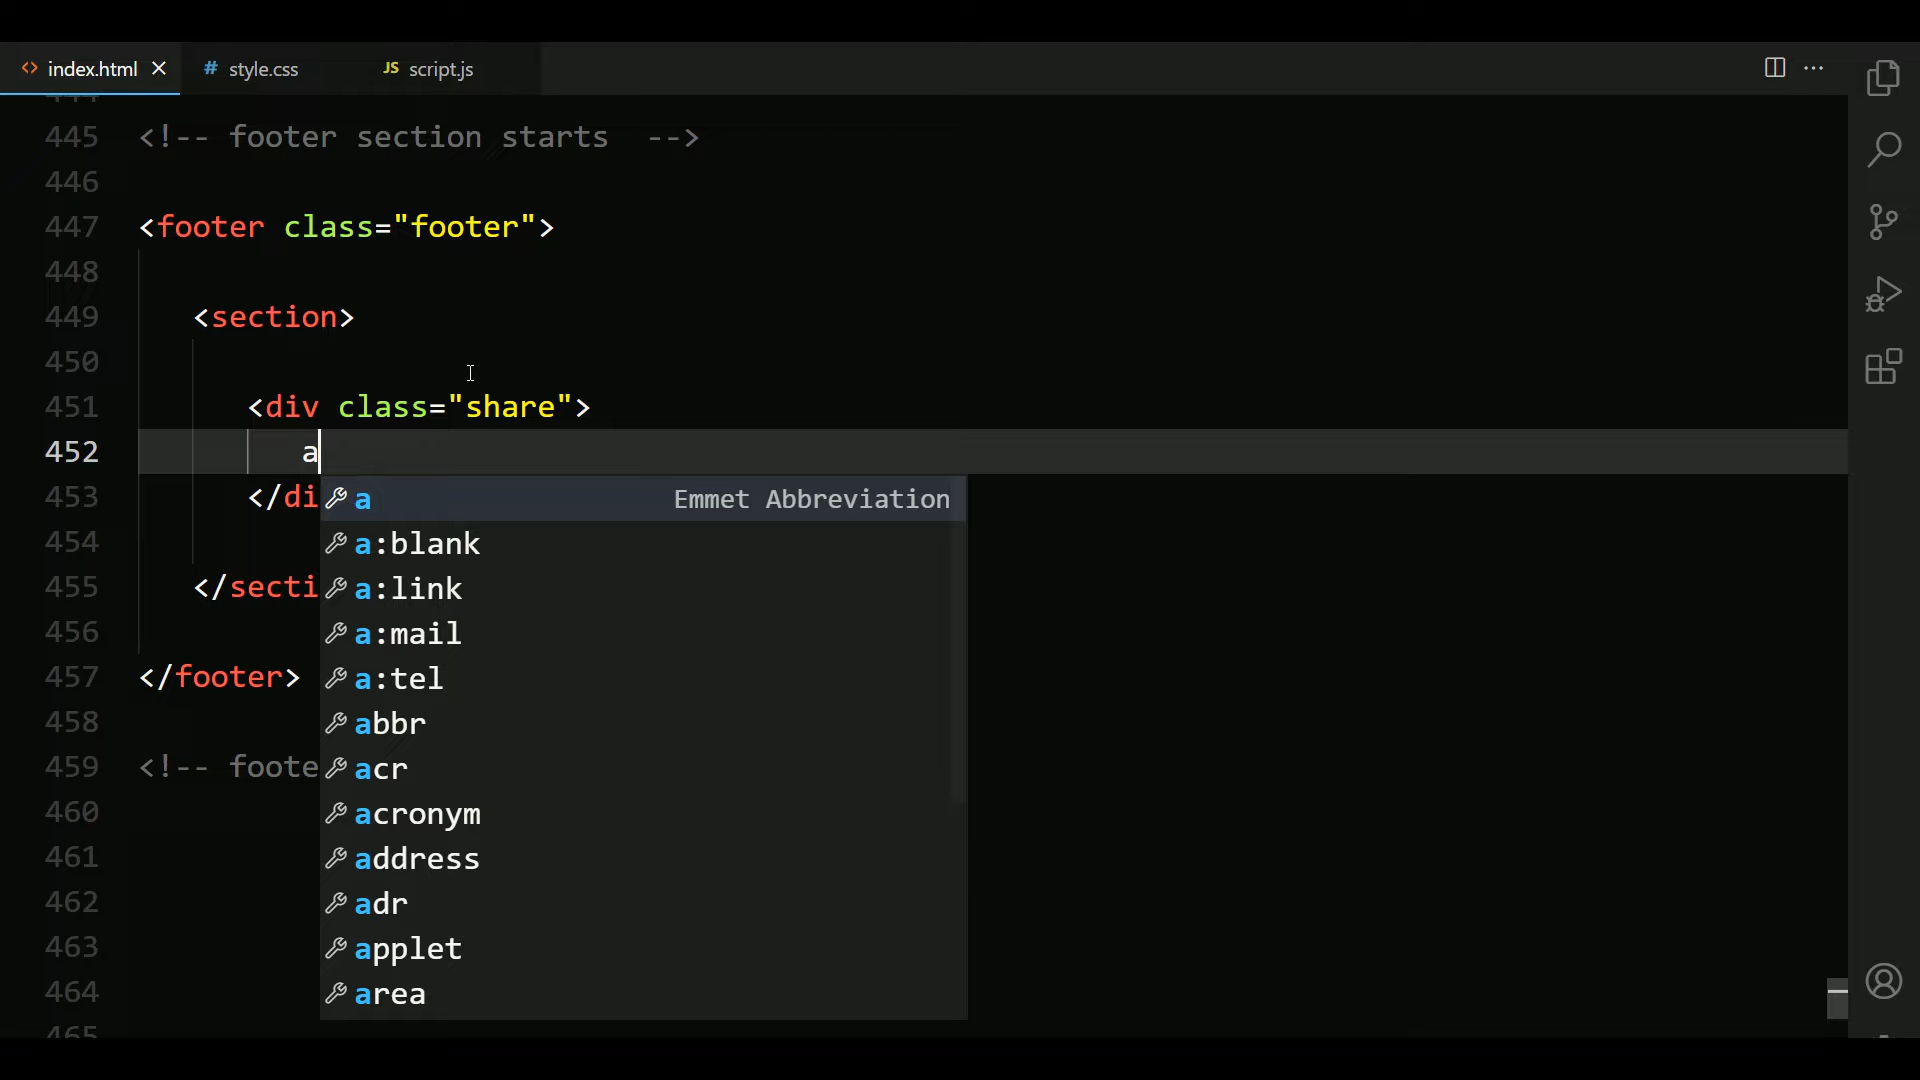 index.html
style.css
JS script.js
444
445 <!-- footer section starts  -->
446
447 <footer class="footer">
448
449 <section>
450
451 <div class="share">
452 a
453 </di
454
455 </secti
456
457 </footer>
458
459 <!-- foote
460
461
462
463
464
465
a Emmet Abbreviation
a:blank
a:link
a:mail
a:tel
abbr
acr
acronym
address
adr
applet
area